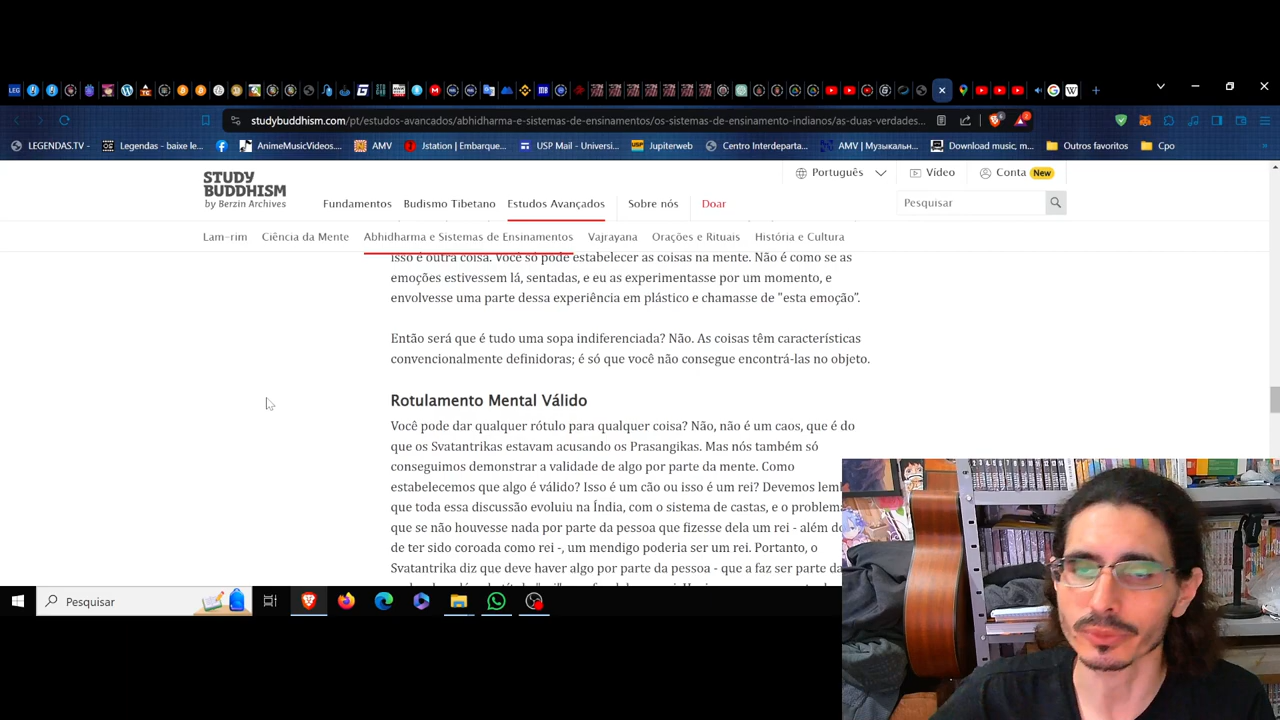 LEG
studybuddhism.com/pt/estudos-avancados/abhidharma-e-sistemas-de-ensinamentos/os-sistemas-de-ensinamento-indianos/as-duas-verdades...
LEGENDAS.TV
Legendas - baixe le...
AnimeMusicVideos....
AMV
Jstation | Embarque...
USP Mail - Universi...
Jupiterweb
Centro Interdeparta...
AMV | Музыкальн...
Download music, m...
Outros favoritos
Cpo
STUDY
BUDDHISM
by Berzin Archives
Português
Vídeo
Conta New
Fundamentos
Budismo Tibetano
Estudos Avançados
Sobre nós
Doar
Pesquisar
Lam-rim
Ciência da Mente
Abhidharma e Sistemas de Ensinamentos
Vajrayana
Orações e Rituais
História e Cultura
isso é outra coisa. Você só pode estabelecer as coisas na mente. Não é como se as
emoções estivessem lá, sentadas, e eu as experimentasse por um momento, e
envolvesse uma parte dessa experiência em plástico e chamasse de "esta emoção".
Então será que é tudo uma sopa indiferenciada? Não. As coisas têm características
convencionalmente definidoras; é só que você não consegue encontrá-las no objeto.
Rotulamento Mental Válido
Você pode dar qualquer rótulo para qualquer coisa? Não, não é um caos, que é do
que os Svatantrikas estavam acusando os Prasangikas. Mas nós também só
conseguimos demonstrar a validade de algo por parte da mente. Como
estabelecemos que algo é válido? Isso é um cão ou isso é um rei? Devemos
que toda essa discussão evoluiu na Índia, com o sistema de castas, e o problema
que se não houvesse nada por parte da pessoa que fizesse dela um rei - além do
de ter sido coroada como rei -, um mendigo poderia ser um rei. Portanto, o
Svatantrika diz que deve haver algo por parte da pessoa - que a faz ser parte da
Pesquisar